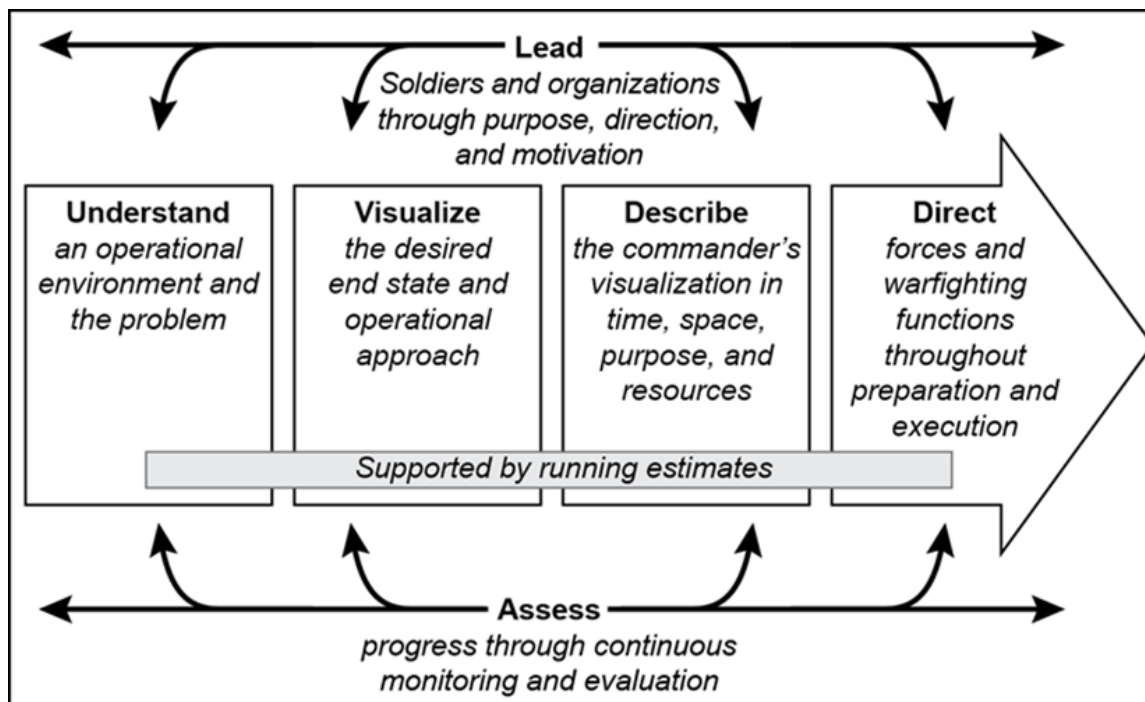 Lead
Soldiers and organizations
through purpose, direction,
and motivation
Understand
an operational
environment and
the problem
Visualize
the desired
end state and
operational
approach
Describe
the commander’s
visualization in
time, space,
purpose, and
resources
Direct
forces and
warfighting
functions
throughout
preparation and
execution
Supported by running estimates
Assess
progress through continuous
monitoring and evaluation